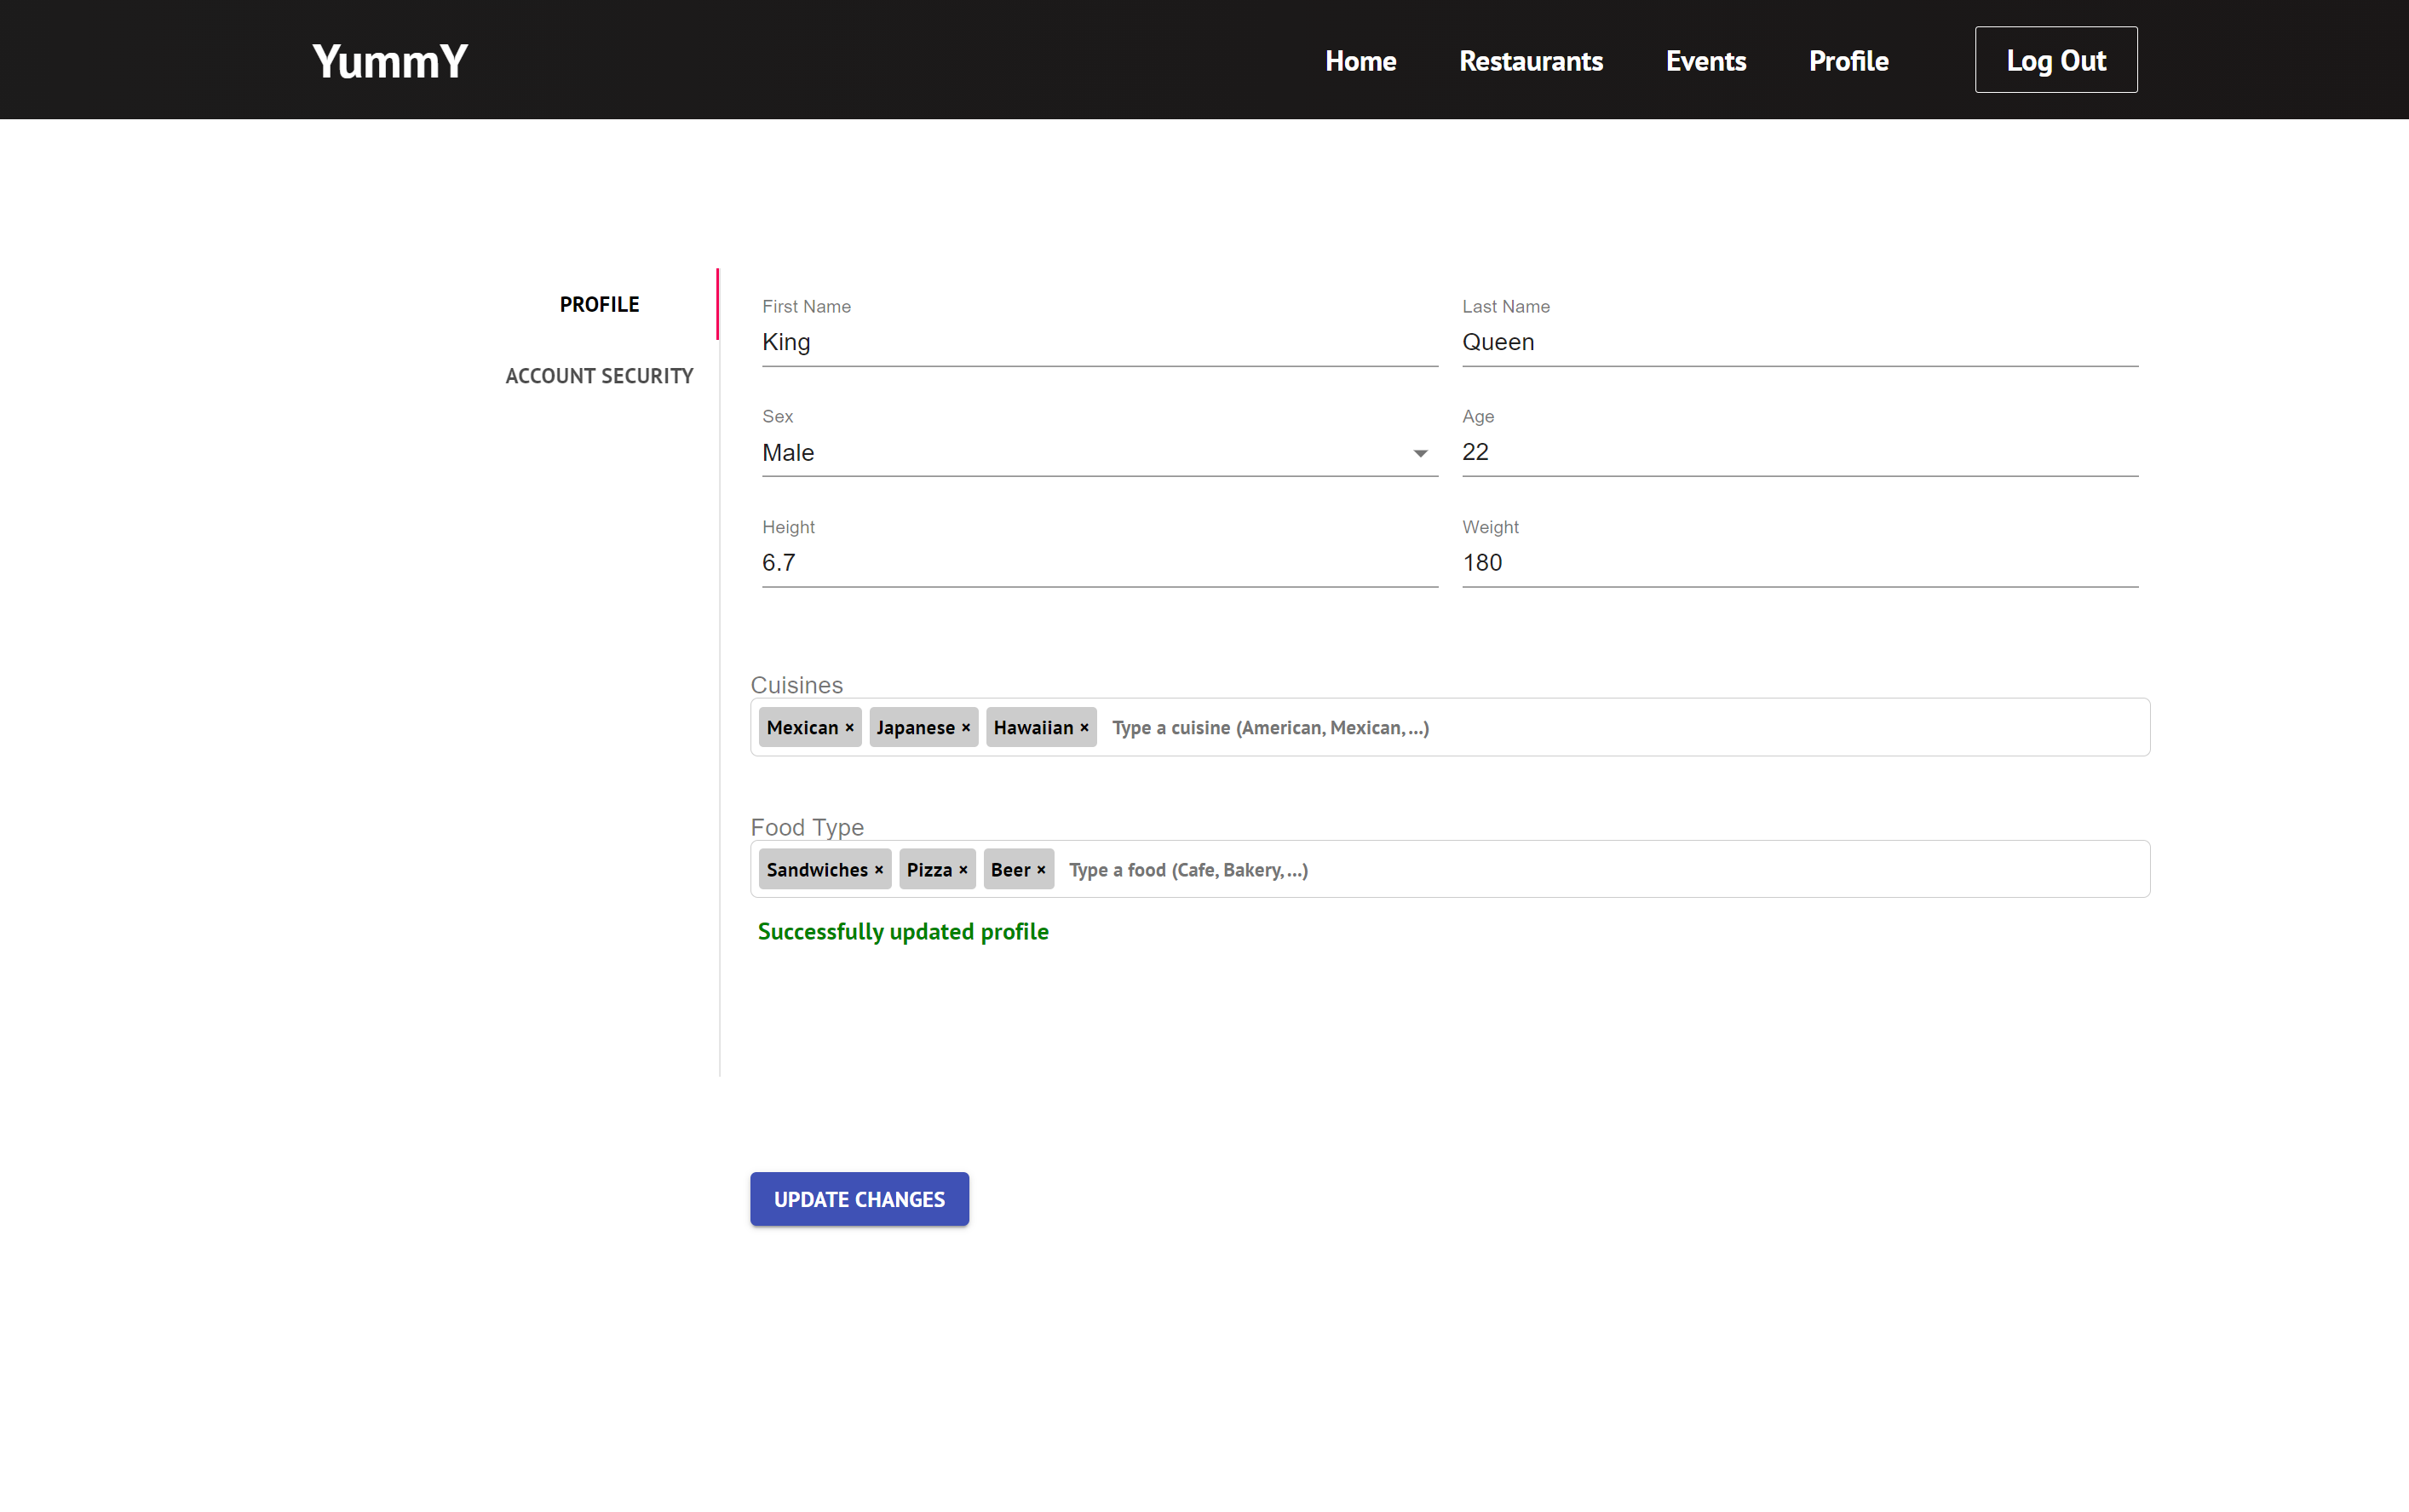 YummY
Home Restaurants Events Profile Log Out
PROFILE
ACCOUNT SECURITY
First Name Last Name
King Queen
Sex Age
Male 22
Height Weight
6.7 180
Cuisines
Mexican × Japanese × Hawaiian × Type a cuisine (American, Mexican, ...)
Food Type
Sandwiches × Pizza × Beer × Type a food (Cafe, Bakery, ...)
Successfully updated profile
UPDATE CHANGES